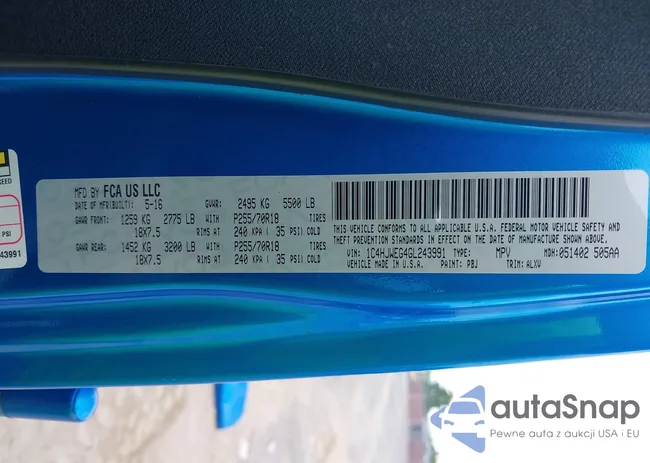 EED
PSI
43991
MFD BY FCA US LLC
DATE OF MFR(BUILT): 5-16 GVWR: 2495 KG 5500 LB
GAWR FRONT: 1259 KG 2775 LB WITH P255/70R18 TIRES
18X7.5 RIMS AT 240 KPA ( 35 PSI) COLD
GAWR REAR: 1452 KG 3200 LB WITH P255/70R18 TIRES
18X7.5 RIMS AT 240 KPA ( 35 PSI) COLD
THIS VEHICLE CONFORMS TO ALL APPLICABLE U.S.A. FEDERAL MOTOR VEHICLE SAFETY AND
THEFT PREVENTION STANDARDS IN EFFECT ON THE DATE OF MANUFACTURE SHOWN ABOVE.
VIN: 1C4HJWEG4GL243991 MPV MDH: 051402 505AA
VEHICLE MADE IN U.S.A. PAINT: PBJ TRIM: ALXV
autaSnap
Pewne auta z aukcji USA i EU